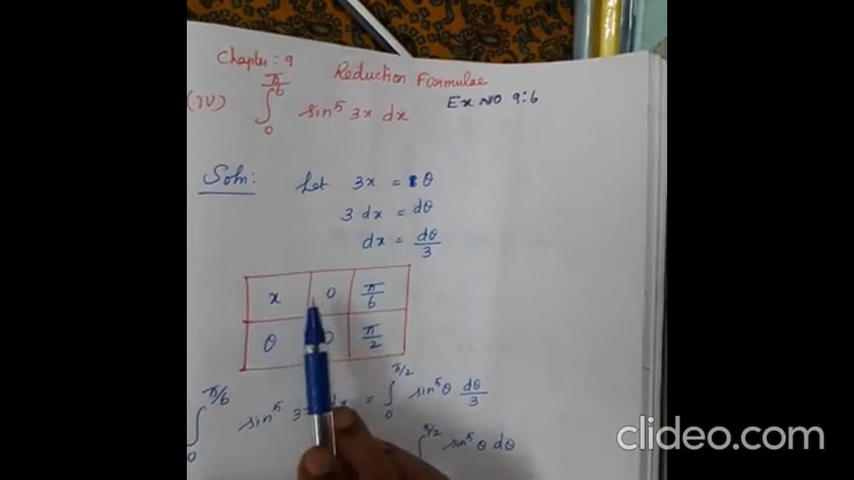 Chapter : 9 Reduction Formulae
(iv) ∫₀^{π/6} sin⁵ 3x dx Ex NO 9:6
Soln: Let 3x = θ
3 dx = dθ
dx = dθ/3
x 0 π/6
θ 0 π/2
∫₀^{π/6} sin⁵ 3x dx = ∫₀^{π/2} sin⁵θ dθ/3
∫^{π/2} sin⁵ θ dθ
clideo.com